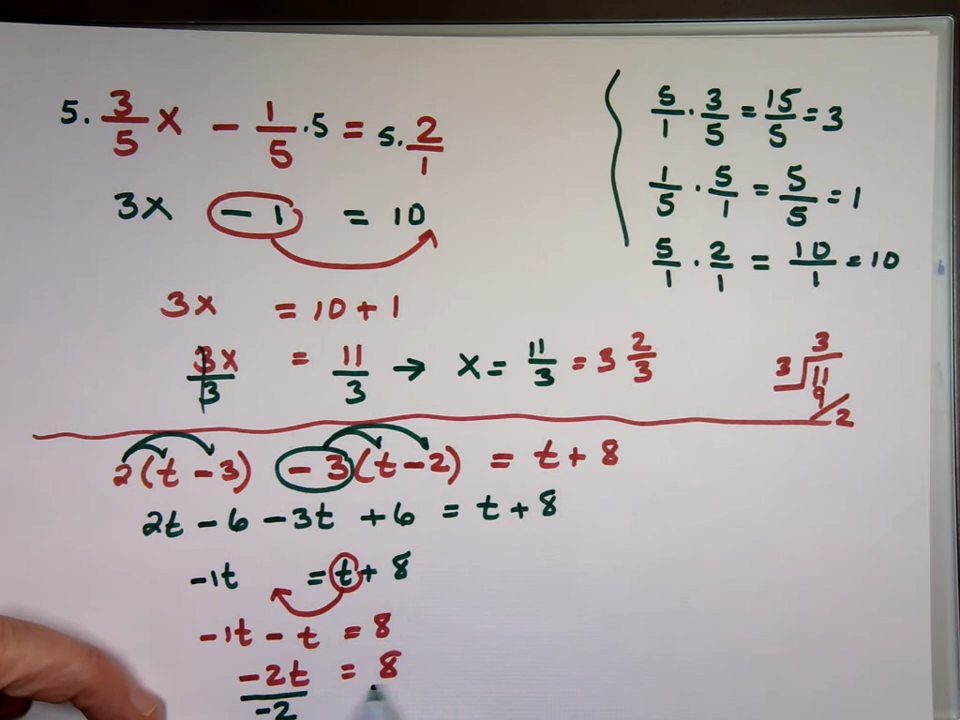 5. 3/5 x - 1/5 · 5 = 5 · 2/1
3x - 1 = 10
3x = 10 + 1
3x/3 = 11/3 → x = 11/3 = 3 2/3
5/1 · 3/5 = 15/5 = 3
1/5 · 5/1 = 5/5 = 1
5/1 · 2/1 = 10/1 = 10
3
3 11
9
2
2(t - 3) - 3(t - 2) = t + 8
2t - 6 - 3t + 6 = t + 8
-1t = t + 8
-1t - t = 8
-2t = 8
-2